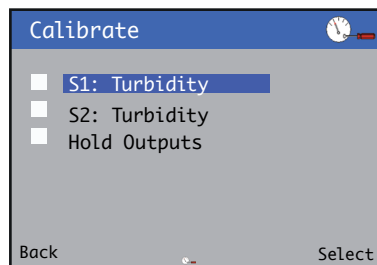 Calibrate
S1: Turbidity
S2: Turbidity
Hold Outputs
Back Select